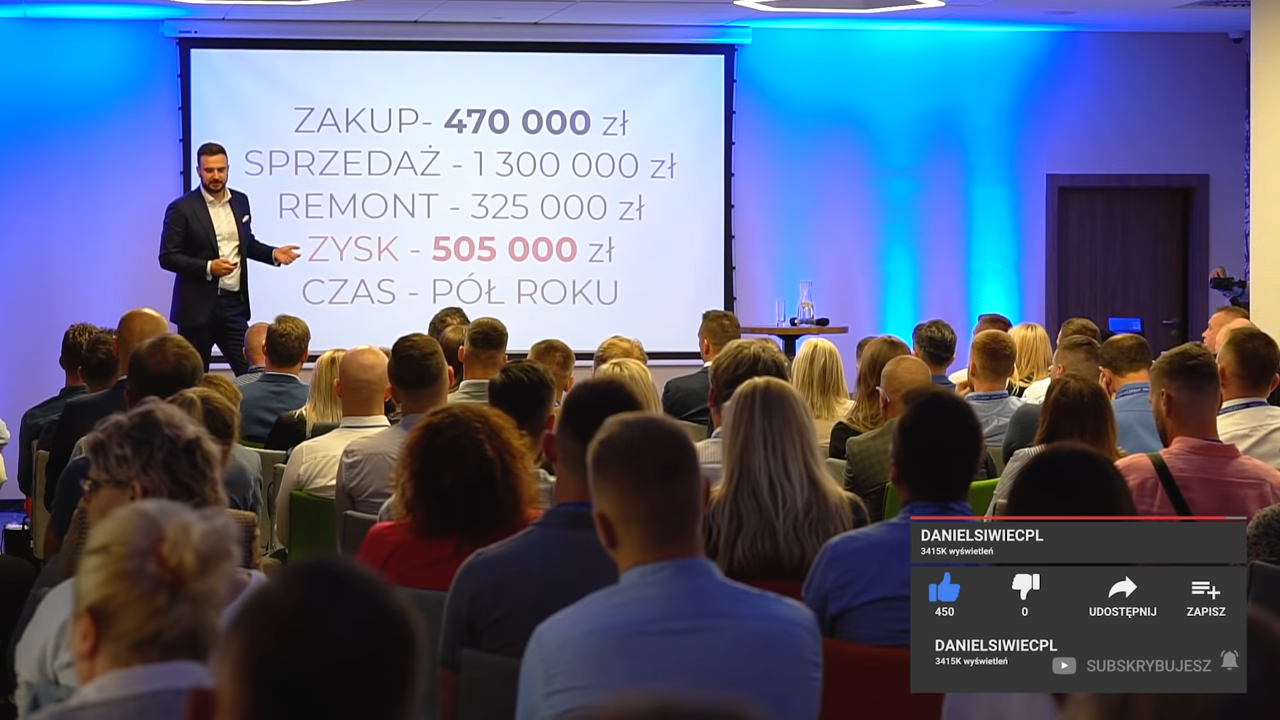 ZAKUP- 470 000 zł
SPRZEDAŻ - 1 300 000 zł
REMONT - 325 000 zł
ZYSK - 505 000 zł
CZAS - PÓŁ ROKU
DANIELSIWIECPL
3415K wyświetleń
450
0
UDOSTĘPNIJ
ZAPISZ
DANIELSIWIECPL
3415K wyświetleń
SUBSKRYBUJESZ